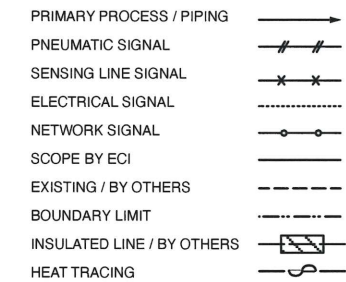 PRIMARY PROCESS / PIPING
PNEUMATIC SIGNAL
SENSING LINE SIGNAL
ELECTRICAL SIGNAL
NETWORK SIGNAL
SCOPE BY ECI
EXISTING / BY OTHERS
BOUNDARY LIMIT
INSULATED LINE / BY OTHERS
HEAT TRACING